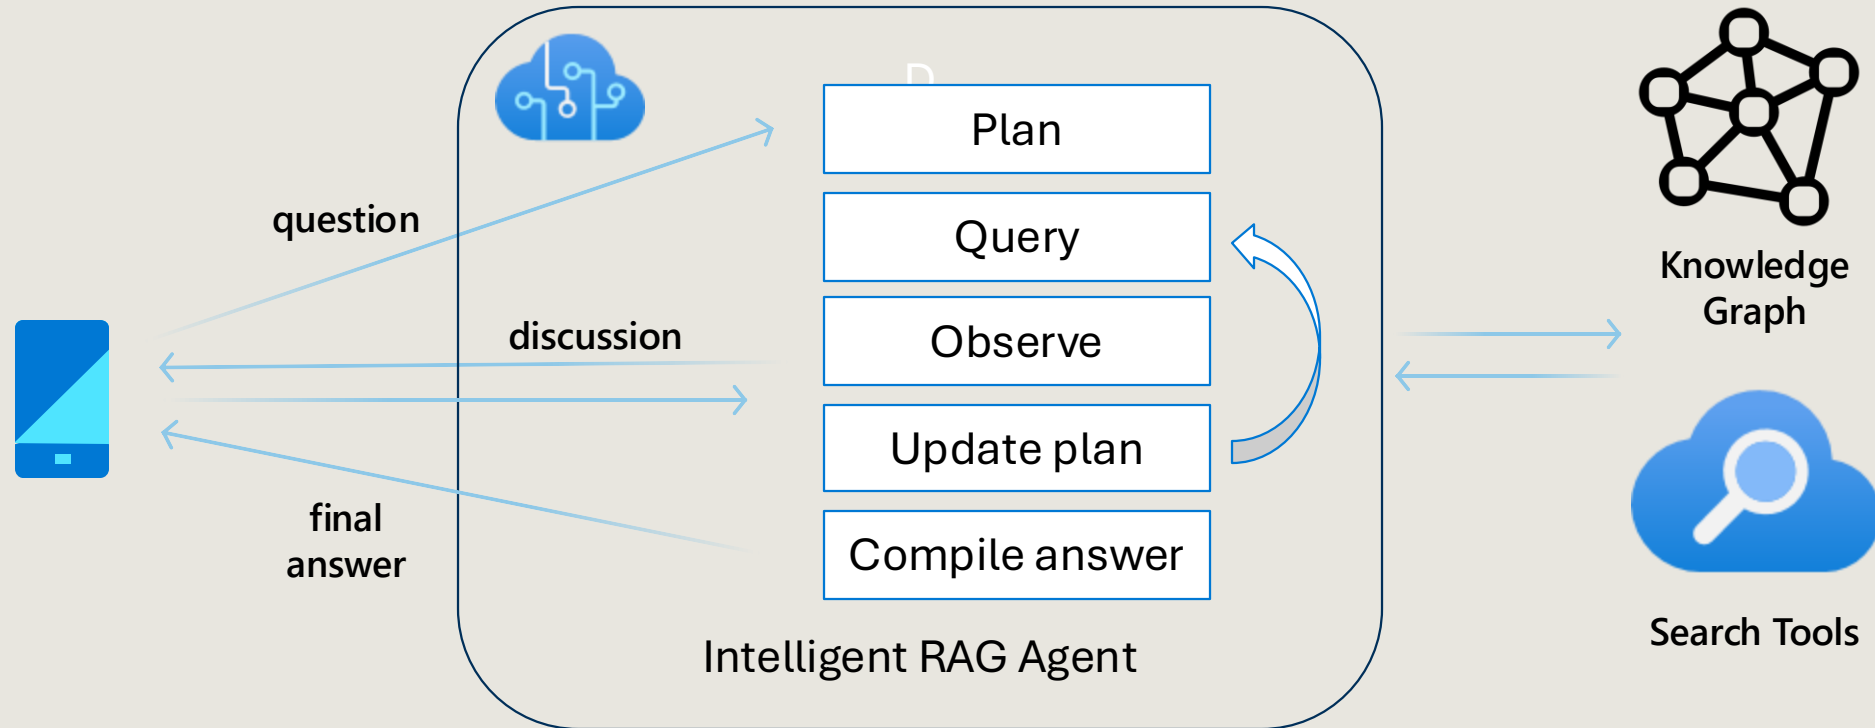 D
Plan
question
Query
Knowledge
Graph
discussion
Observe
Update plan
final
answer
Compile answer
Search Tools
Intelligent RAG Agent